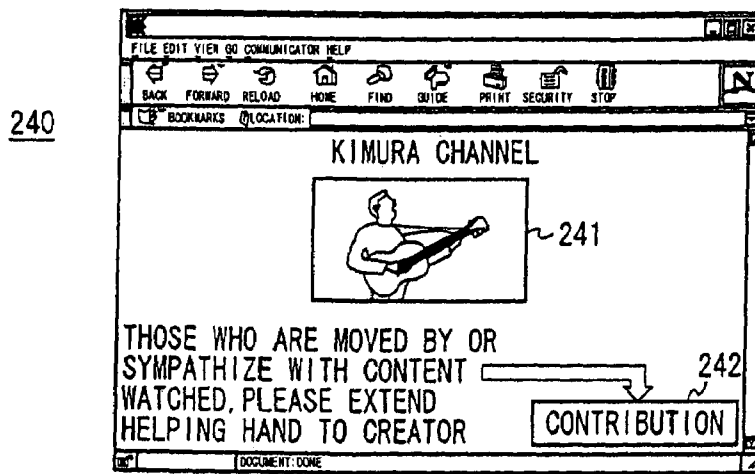 FILE EDIT VIEW GO COMMUNICATOR HELP
BACK FORWARD RELOAD HOME FIND GUIDE PRINT SECURITY STOP
N
BOOKMARKS LOCATION:
240
KIMURA CHANNEL
241
THOSE WHO ARE MOVED BY OR
SYMPATHIZE WITH CONTENT
WATCHED, PLEASE EXTEND
HELPING HAND TO CREATOR
242
CONTRIBUTION
DOCUMENT:DONE